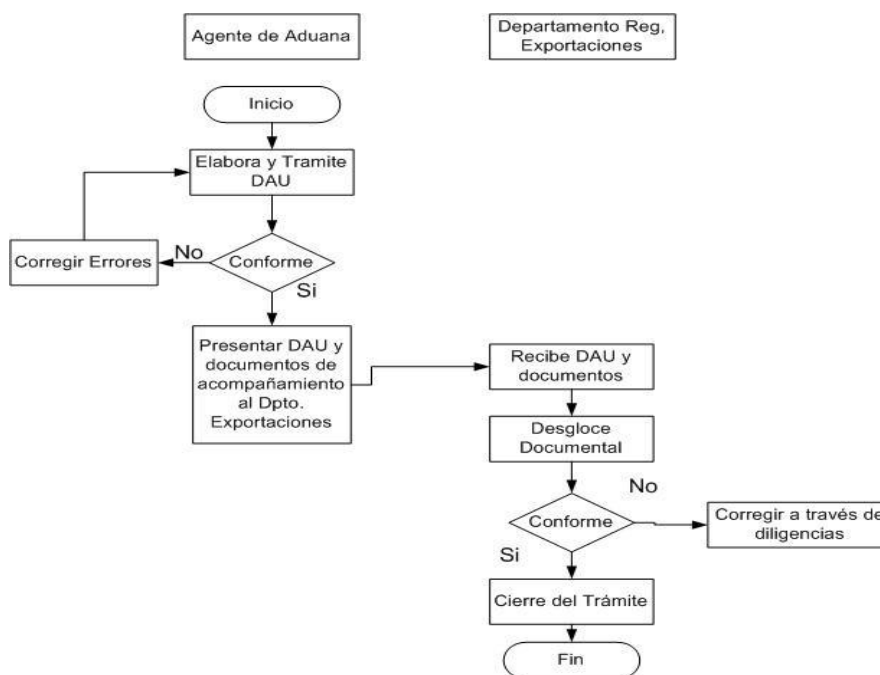 Agente de Aduana
Departamento Reg,
Exportaciones
Inicio
Elabora y Tramite
DAU
Corregir Errores
No
Conforme
Si
Presentar DAU y
documentos de
acompañamiento
al Dpto.
Exportaciones
Recibe DAU y
documentos
Desgloce
Documental
No
Conforme
Corregir a través de
diligencias
Si
Cierre del Trámite
Fin